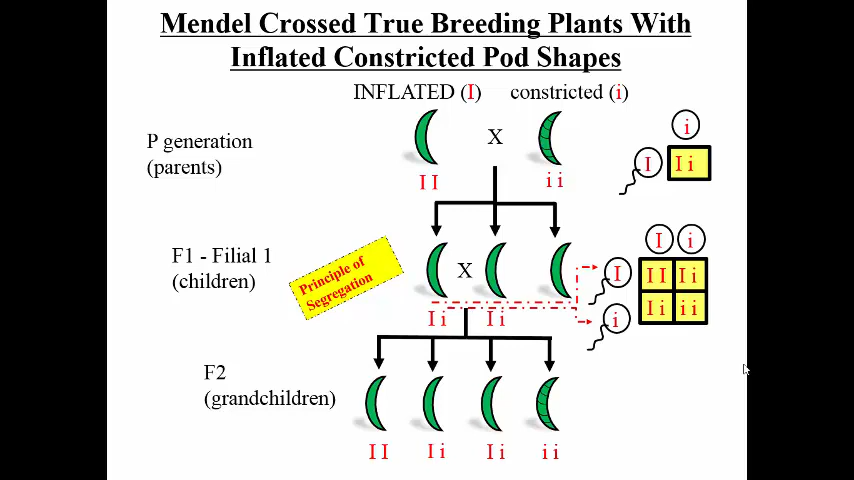 Mendel Crossed True Breeding Plants With
Inflated Constricted Pod Shapes
INFLATED (I) constricted (i)
P generation
(parents)
X
I I
i i
i
I
I i
F1 - Filial 1
(children)
Principle of
Segregation
X
I i
I i
I
i
I
i
I I
I i
I i
i i
F2
(grandchildren)
I I
I i
I i
i i